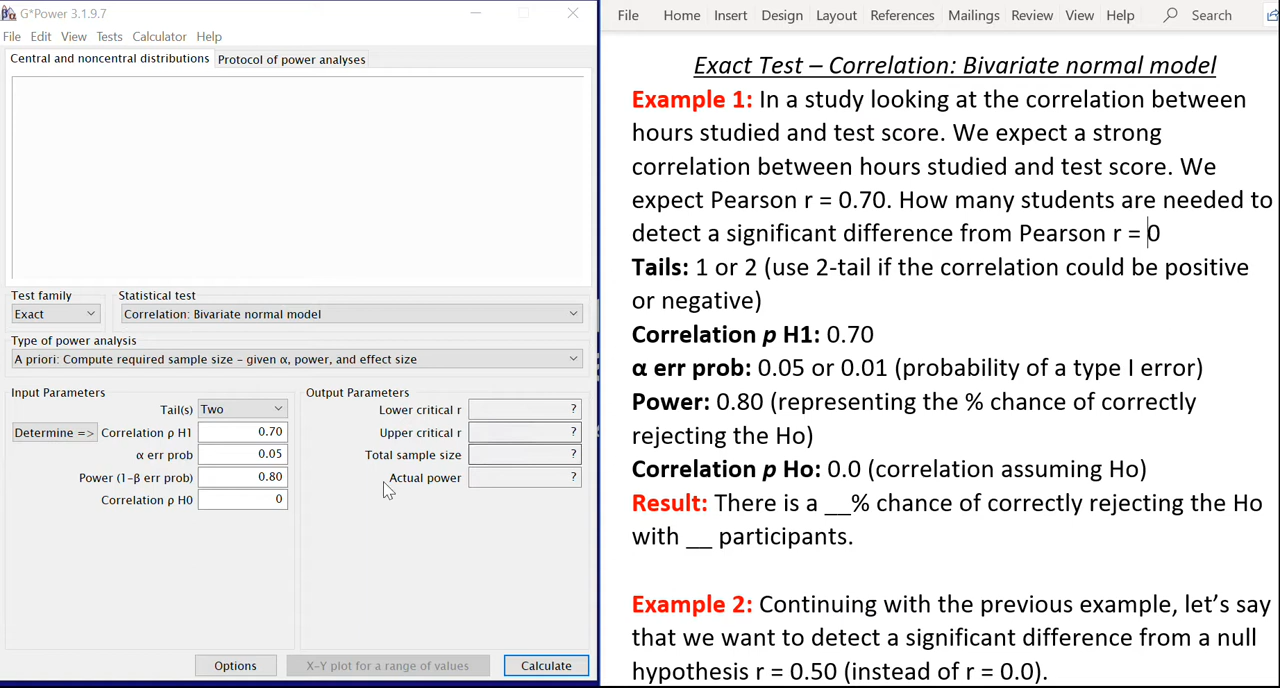 G*Power 3.1.9.7
File Edit View Tests Calculator Help
Central and noncentral distributions Protocol of power analyses
Test family Statistical test
Exact Correlation: Bivariate normal model
Type of power analysis
A priori: Compute required sample size - given α, power, and effect size
Input Parameters
Tail(s) Two
Determine => Correlation ρ H1 0.70
α err prob 0.05
Power (1-β err prob) 0.80
Correlation ρ H0 0
Output Parameters
Lower critical r ?
Upper critical r ?
Total sample size ?
Actual power ?
Options X-Y plot for a range of values Calculate
File Home Insert Design Layout References Mailings Review View Help Search
Exact Test – Correlation: Bivariate normal model
Example 1: In a study looking at the correlation between
hours studied and test score. We expect a strong
correlation between hours studied and test score. We
expect Pearson r = 0.70. How many students are needed to
detect a significant difference from Pearson r = 0
Tails: 1 or 2 (use 2-tail if the correlation could be positive
or negative)
Correlation p H1: 0.70
α err prob: 0.05 or 0.01 (probability of a type I error)
Power: 0.80 (representing the % chance of correctly
rejecting the Ho)
Correlation p Ho: 0.0 (correlation assuming Ho)
Result: There is a __% chance of correctly rejecting the Ho
with __ participants.
Example 2: Continuing with the previous example, let’s say
that we want to detect a significant difference from a null
hypothesis r = 0.50 (instead of r = 0.0).